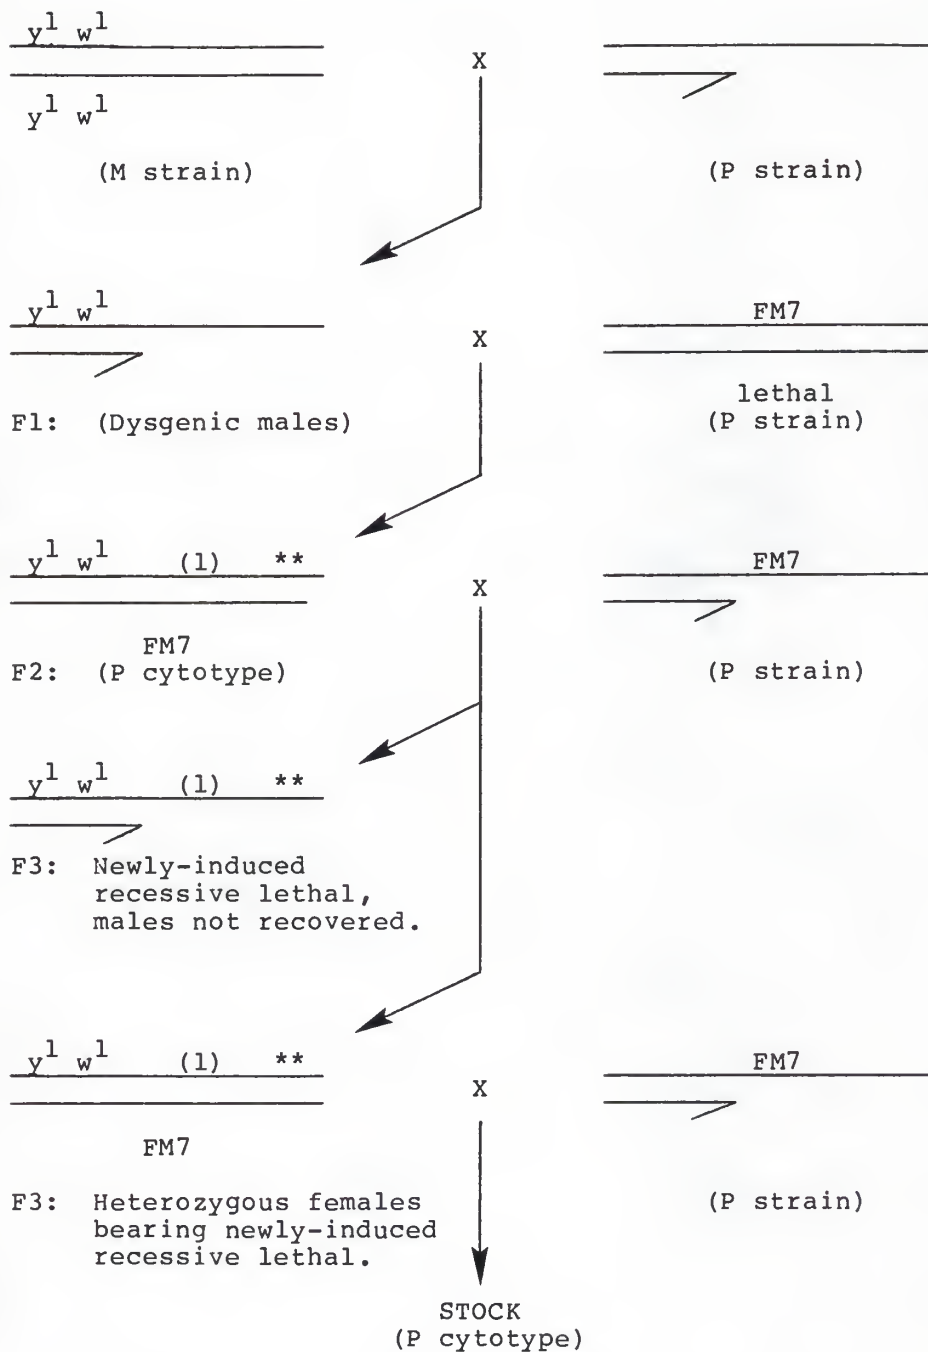 y1 w1
X
y1 w1
(M strain)
(P strain)
y1 w1
FM7
X
lethal
F1: (Dysgenic males)
(P strain)
y1 w1 (l) **
FM7
X
FM7
F2: (P cytotype)
(P strain)
y1 w1 (l) **
F3: Newly-induced
recessive lethal,
males not recovered.
y1 w1 (l) **
FM7
X
FM7
F3: Heterozygous females
bearing newly-induced
recessive lethal.
(P strain)
STOCK
(P cytotype)